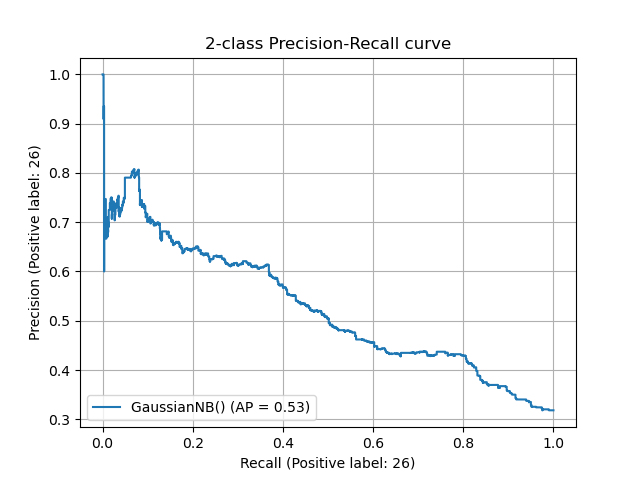 2-class Precision-Recall curve
1.0
0.9
0.8
0.7
0.6
0.5
0.4
0.3
Precision (Positive label: 26)
GaussianNB() (AP = 0.53)
0.0 0.2 0.4 0.6 0.8 1.0
Recall (Positive label: 26)